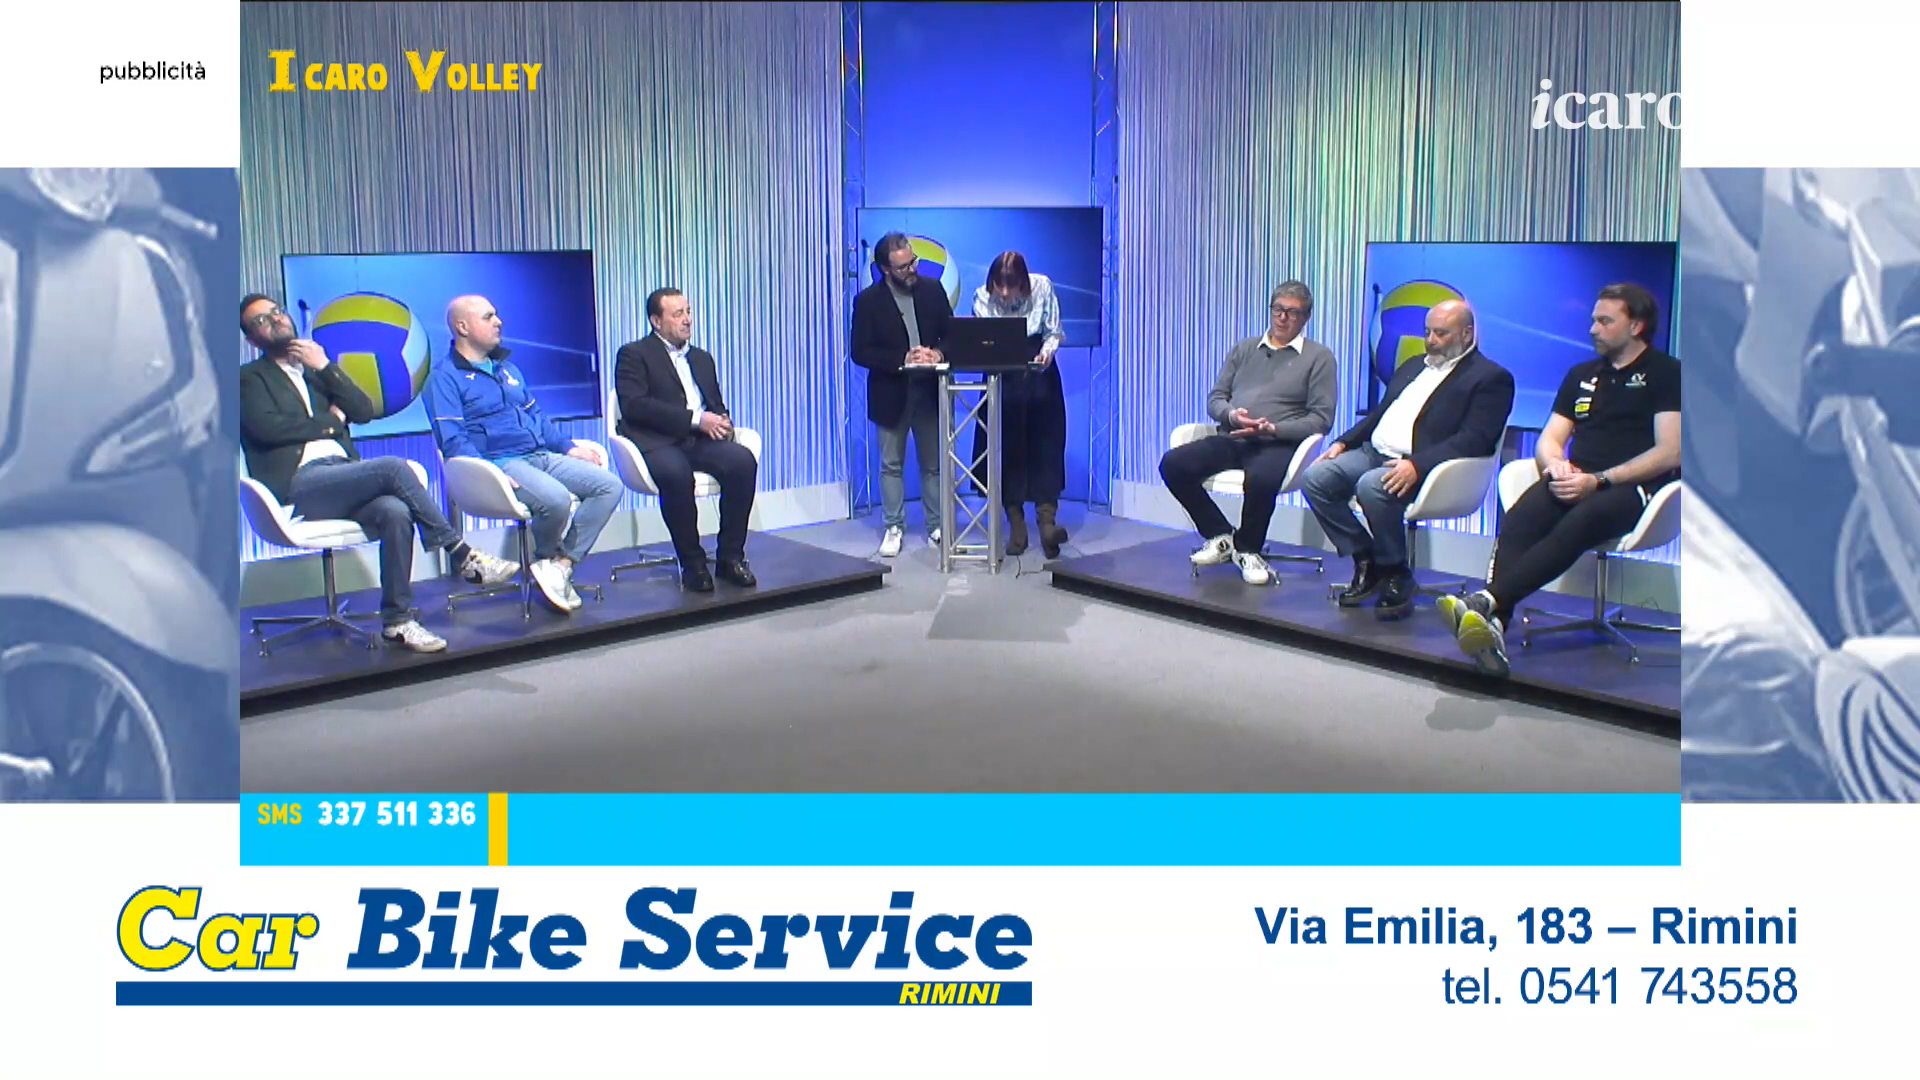 pubblicità
Icaro Volley
icaro
SMS 337 511 336
Car Bike Service
RIMINI
Via Emilia, 183 – Rimini
tel. 0541 743558